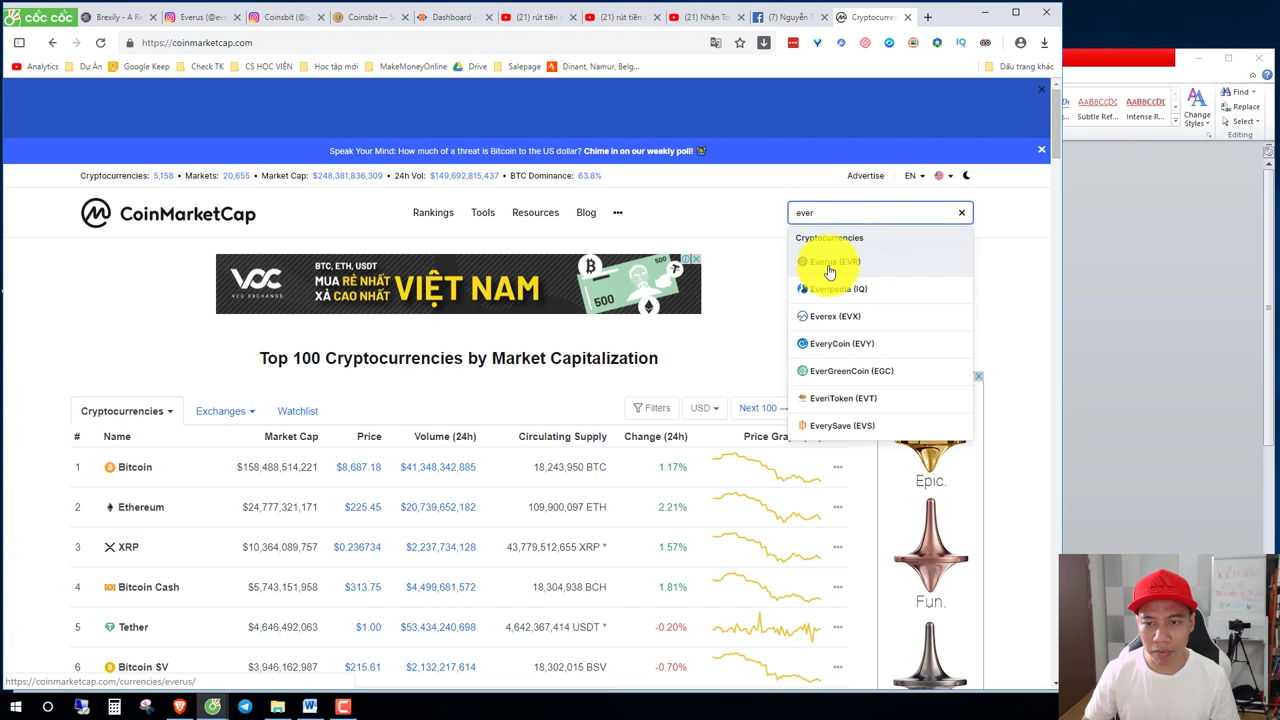 CỐC CỐC
Brexily - A Re
Everus (@eve
Coinsbit (@
Coinsbit —
Dashboard -
(21) rút tiền
(21) rút tiền t
(21) Nhận To
(7) Nguyễn T
Cryptocurren
https://coinmarketcap.com
Analytics
Dự Án
Google Keep
Check TK
CS HỌC VIÊN
Học tập mới
MakeMoneyOnline
Drive
Salepage
Dinant, Namur, Belg...
Dấu trang khác
Speak Your Mind: How much of a threat is Bitcoin to the US dollar? Chime in on our weekly poll!
Cryptocurrencies: 5,158 • Markets: 20,655 • Market Cap: $248,381,836,309 • 24h Vol: $149,692,815,437 • BTC Dominance: 63.8%
Advertise
EN
CoinMarketCap
Rankings
Tools
Resources
Blog
ever
Cryptocurrencies
Everus (EVR)
Everipedia (IQ)
Everex (EVX)
EveryCoin (EVY)
EverGreenCoin (EGC)
EveriToken (EVT)
EverySave (EVS)
VCC
VCC EXCHANGE
BTC, ETH, USDT
MUA RẺ NHẤT
XẢ CAO NHẤT
VIỆT NAM
500
500
Top 100 Cryptocurrencies by Market Capitalization
Cryptocurrencies
Exchanges
Watchlist
Filters
USD
Next 100 →
# Name Market Cap Price Volume (24h) Circulating Supply Change (24h) Price Gra
1 Bitcoin $158,488,514,221 $8,687.18 $41,348,342,885 18,243,950 BTC 1.17%
2 Ethereum $24,777,321,171 $225.45 $20,739,652,182 109,900,097 ETH 2.21%
3 XRP $10,364,089,757 $0.236734 $2,237,734,128 43,779,512,655 XRP * 1.57%
4 Bitcoin Cash $5,743,151,958 $313.75 $4,499,681,572 18,304,938 BCH 1.81%
5 Tether $4,646,492,063 $1.00 $53,434,240,698 4,642,367,414 USDT * -0.20%
6 Bitcoin SV $3,946,162,987 $215.61 $2,132,217,614 18,302,015 BSV -0.70%
Epic.
Fun.
https://coinmarketcap.com/currencies/everus/
AaBbCcDc
AaBbCcDc
Subtle Ref...
Intense R...
Change
Styles
Find
Replace
Select
Editing